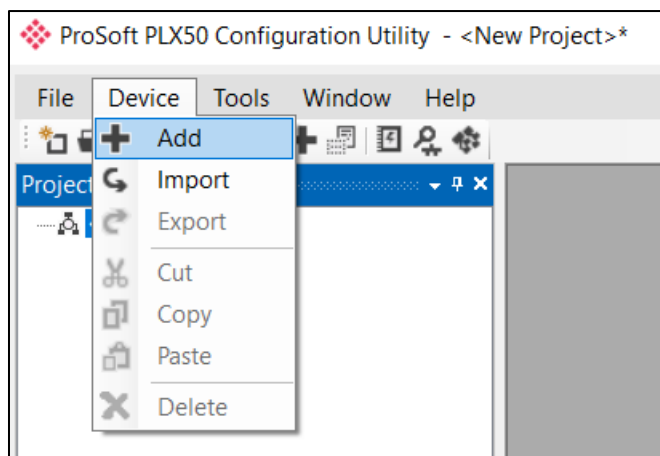 ProSoft PLX50 Configuration Utility - <New Project>*
File Device Tools Window Help
Add
Project
Import
Export
Cut
Copy
Paste
Delete